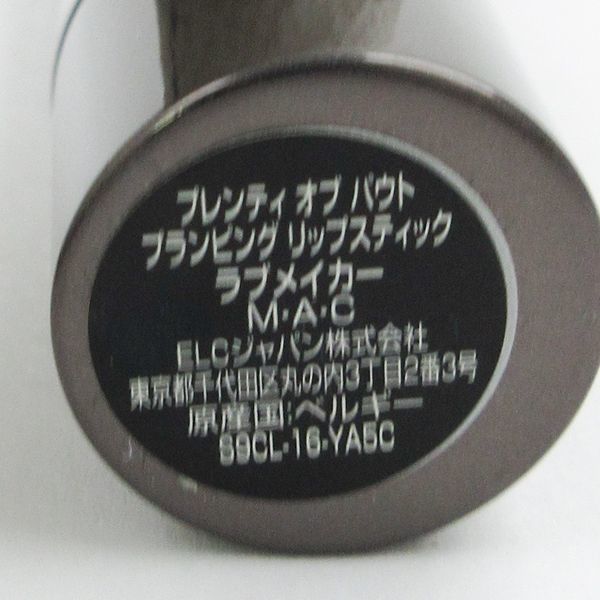 プレンティ オブ パウト
プランピング リップスティック
ラブメイカー
M·A·C
ELCジャパン株式会社
東京都千代田区丸の内3丁目2番3号
原産国:ベルギー
S9CL-16-YA5C